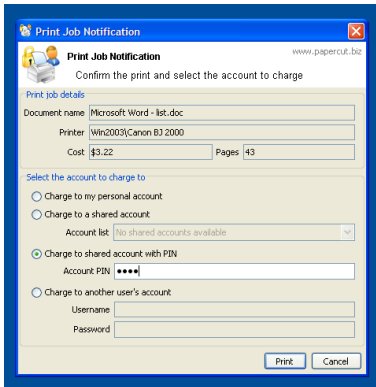 Print Job Notification
Print Job Notification www.papercut.biz
Confirm the print and select the account to charge
Print job details
Document name Microsoft Word - list.doc
Printer Win2003\Canon BJ 2000
Cost $3.22 Pages 43
Select the account to charge to
Charge to my personal account
Charge to a shared account
Account list No shared accounts available
Charge to shared account with PIN
Account PIN ●●●●
Charge to another user's account
Username
Password
Print Cancel